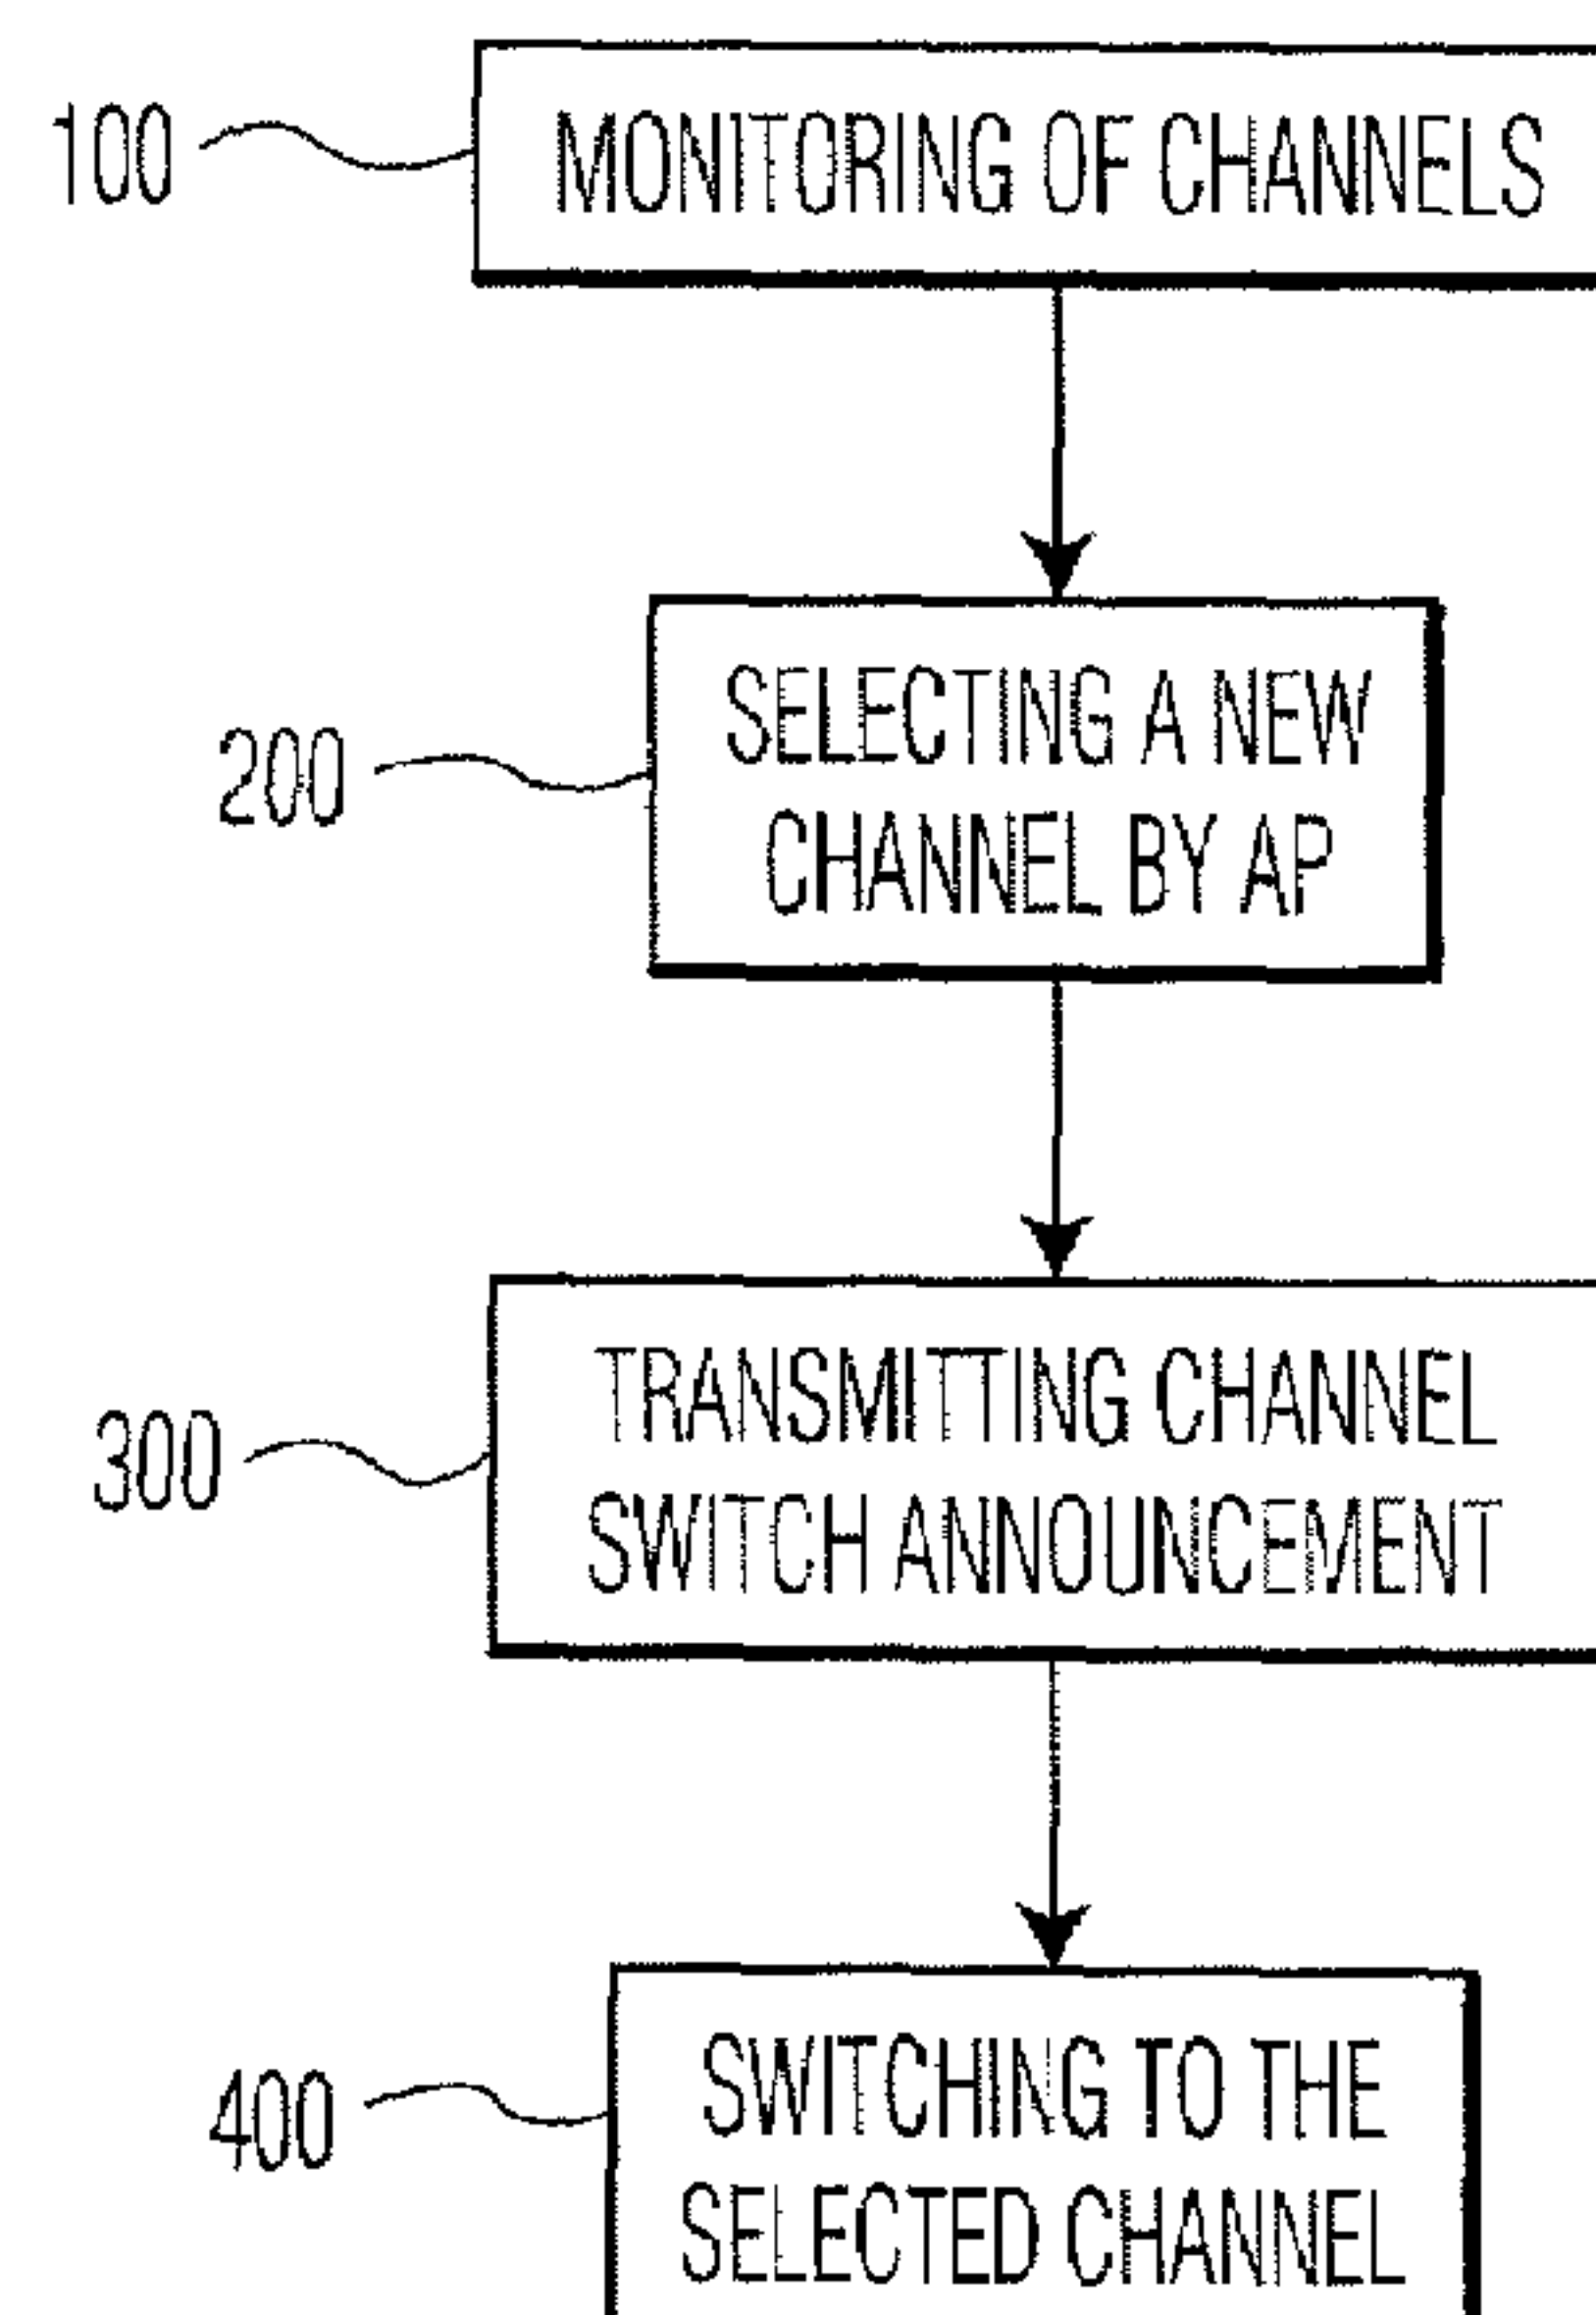 100
MONITORING OF CHANNELS
200
SELECTING A NEW
CHANNEL BY AP
300
TRANSMITTING CHANNEL
SWITCH ANNOUNCEMENT
400
SWITCHING TO THE
SELECTED CHANNEL